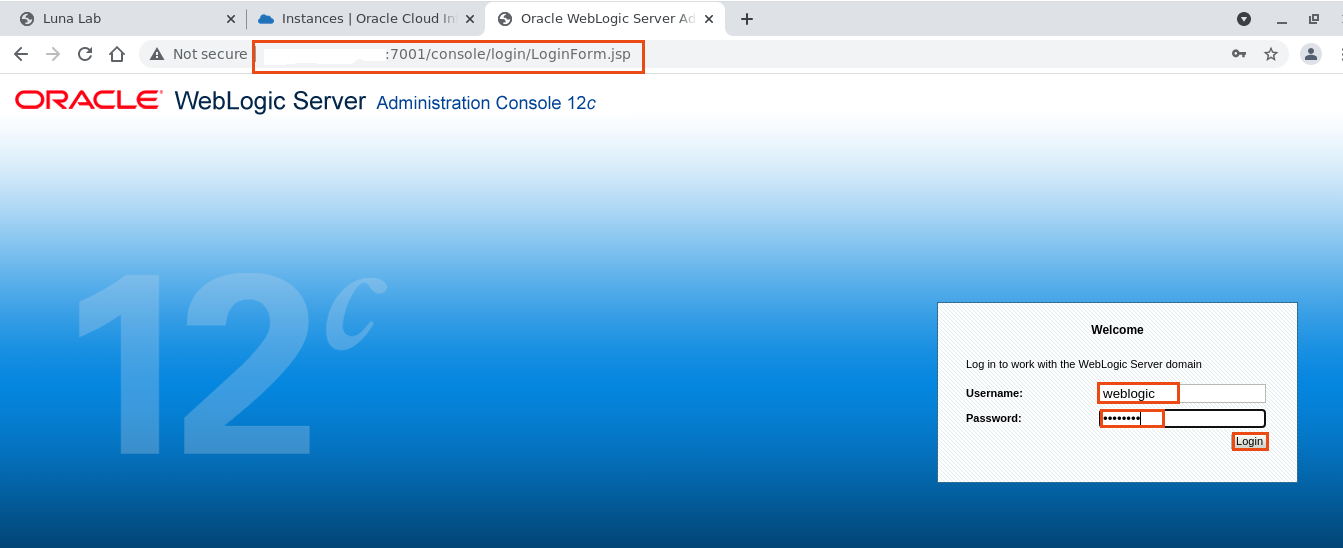 Luna Lab
Instances | Oracle Cloud In
Oracle WebLogic Server Ad
Not secure :7001/console/login/LoginForm.jsp
ORACLE WebLogic Server Administration Console 12c
12c
Welcome
Log in to work with the WebLogic Server domain
Username: weblogic
Password: ••••••••
Login